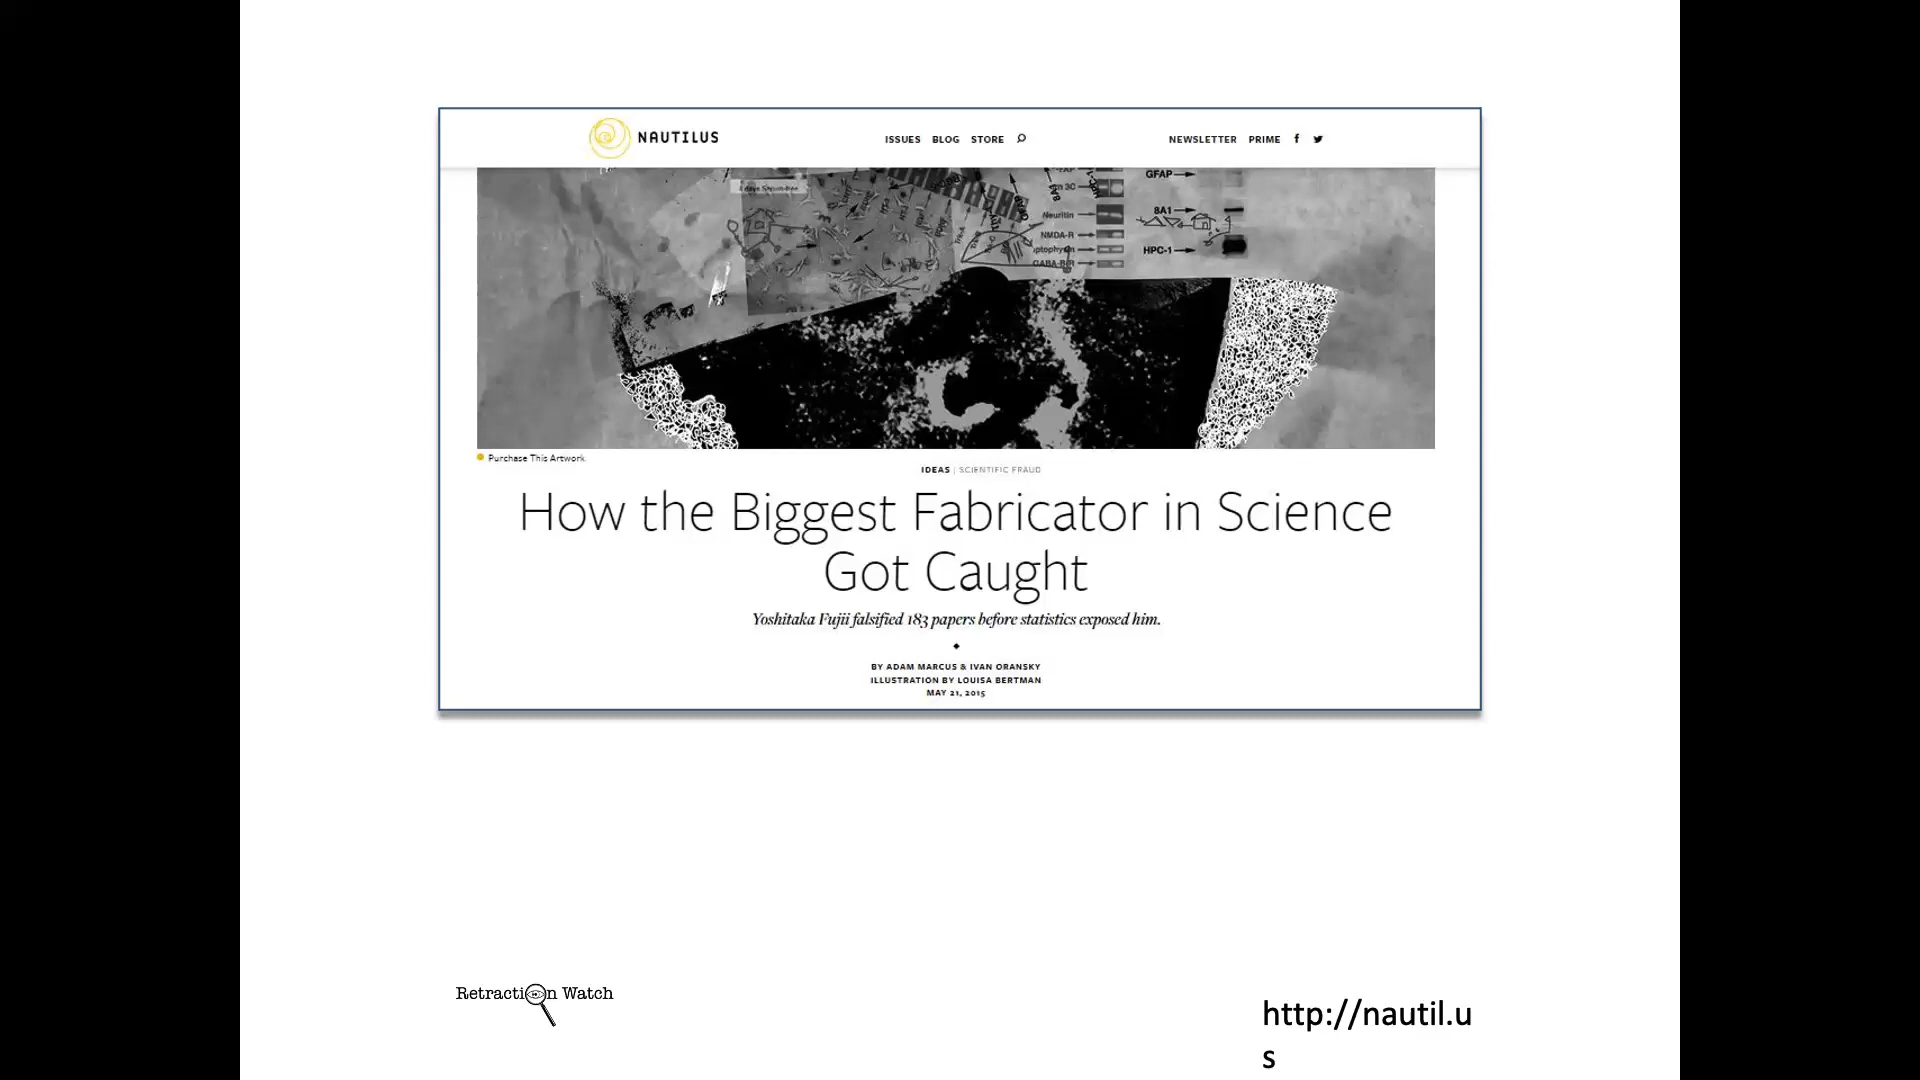 NAUTILUS
ISSUES BLOG STORE
NEWSLETTER PRIME f
GFAP
3C
8A1
Neuritin
NMDA-R
HPC-1
GABA-B-R
Purchase This Artwork
IDEAS | SCIENTIFIC FRAUD
How the Biggest Fabricator in Science
Got Caught
Yoshitaka Fujii falsified 183 papers before statistics exposed him.
BY ADAM MARCUS & IVAN ORANSKY
ILLUSTRATION BY LOUISA BERTMAN
MAY 21, 2015
Retraction Watch
http://nautil.u
s